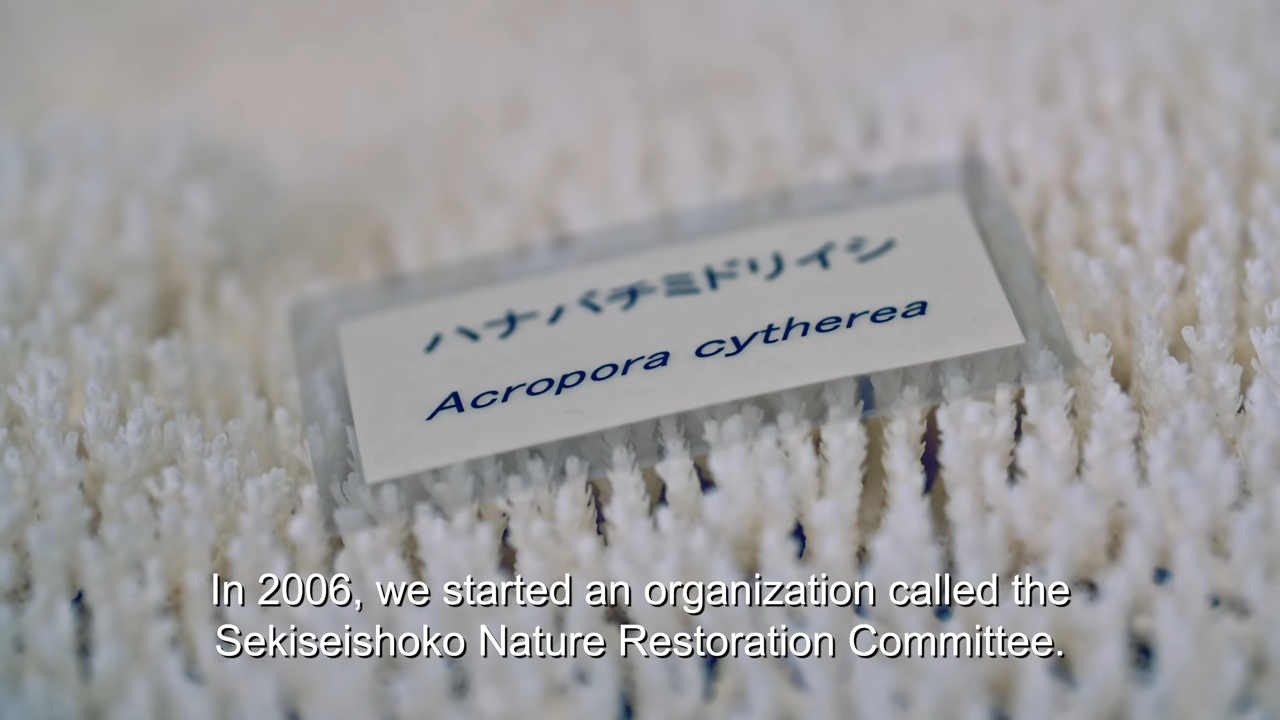 ハナバチミドリイシ
Acropora cytherea
In 2006, we started an organization called the
Sekiseishoko Nature Restoration Committee.